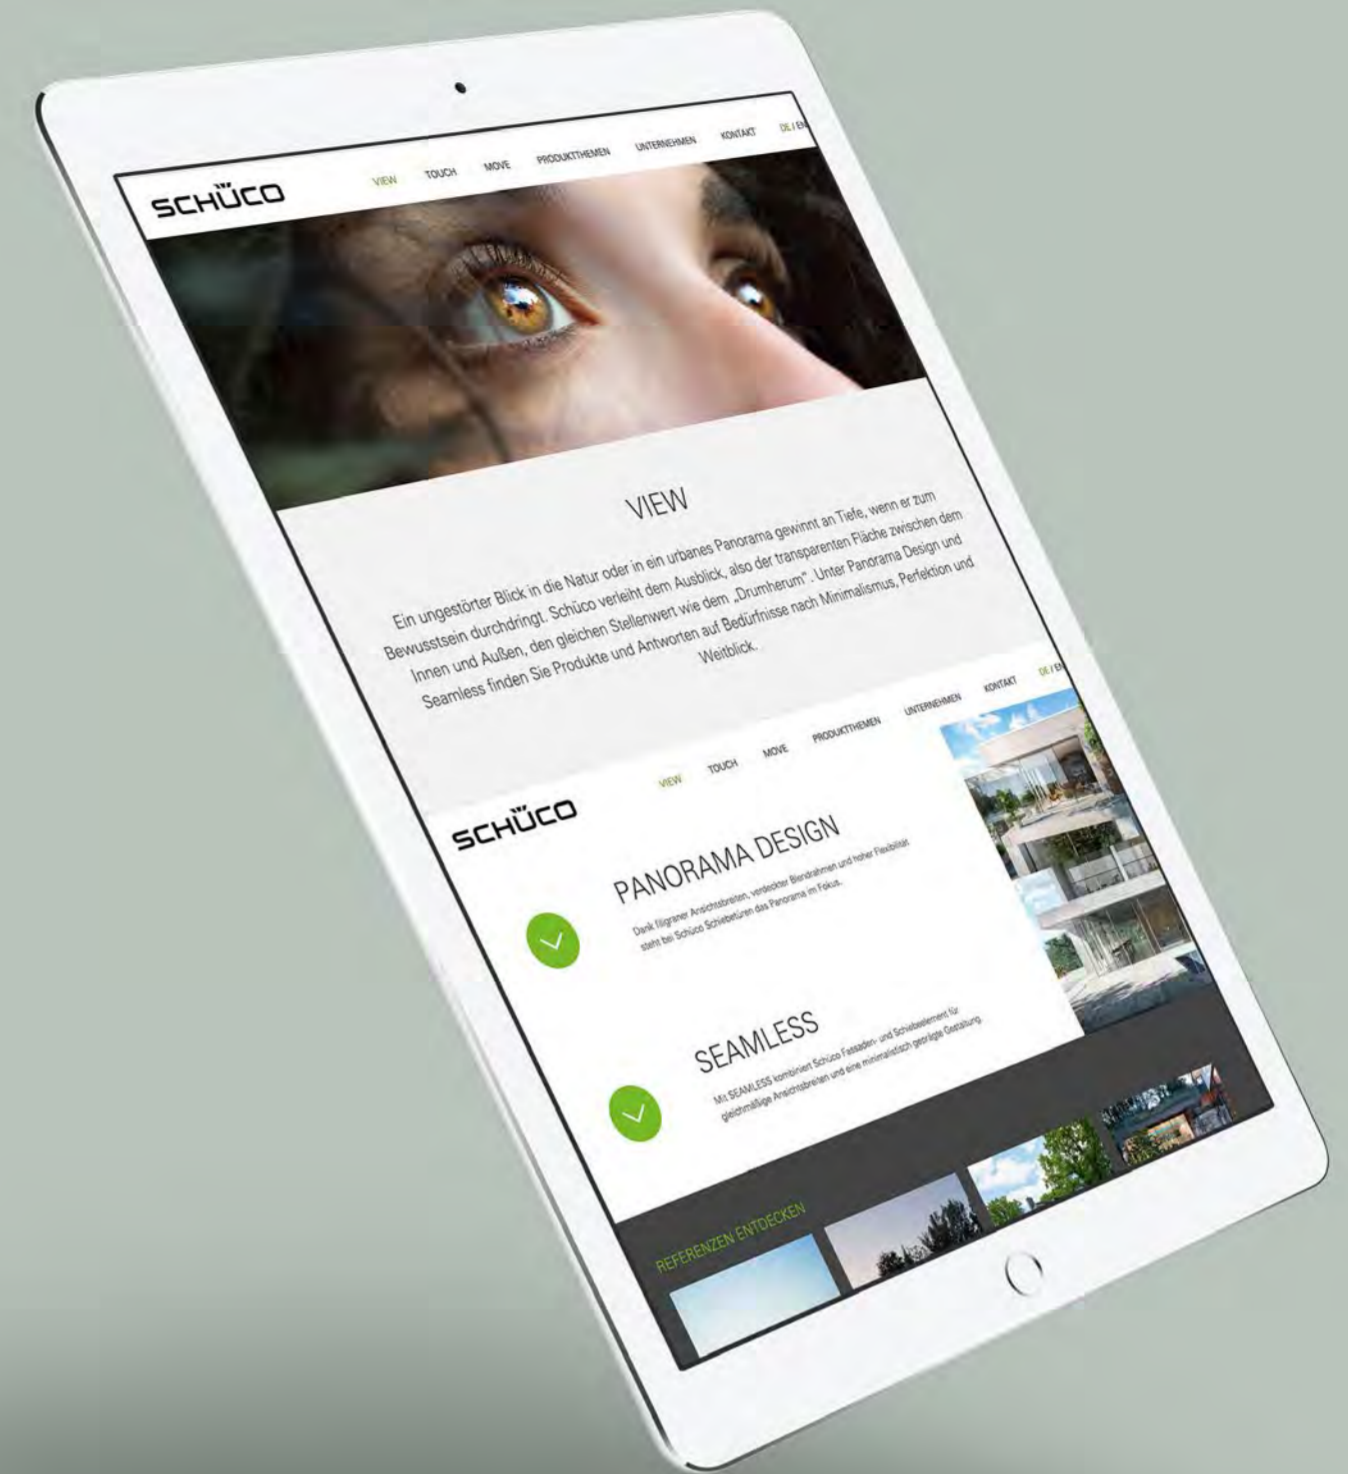 SCHÜCO
VIEW TOUCH MOVE PRODUKTTHEMEN UNTERNEHMEN KONTAKT DE / EN
VIEW
Ein ungestörter Blick in die Natur oder in ein urbanes Panorama gewinnt an Tiefe, wenn er zum
Bewusstsein durchdringt. Schüco verleiht dem Ausblick, also der transparenten Fläche zwischen dem
Innen und Außen, den gleichen Stellenwert wie dem „Drumherum“. Unter Panorama Design und
Seamless finden Sie Produkte und Antworten auf Bedürfnisse nach Minimalismus, Perfektion und
Weitblick.
SCHÜCO
VIEW TOUCH MOVE PRODUKTTHEMEN UNTERNEHMEN KONTAKT DE / EN
PANORAMA DESIGN
Dank filigraner Ansichtsbreiten, verdeckter Blendrahmen und hoher Flexibilität
steht bei Schüco Schiebetüren das Panorama im Fokus.
SEAMLESS
Mit SEAMLESS kombiniert Schüco Fassaden- und Schiebeelement für
gleichmäßige Ansichtsbreiten und eine minimalistisch geprägte Gestaltung.
REFERENZEN ENTDECKEN